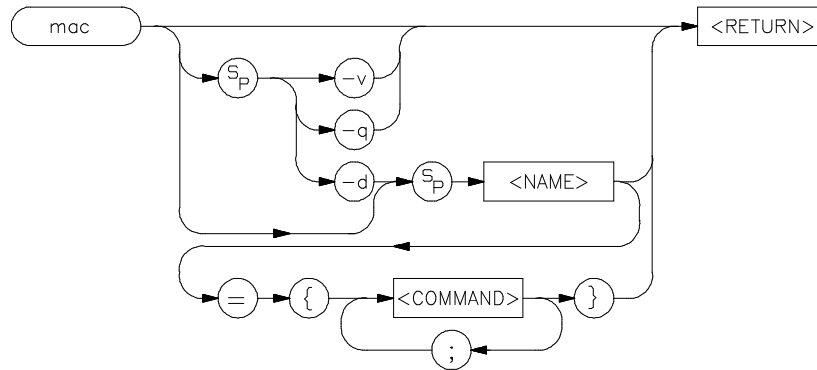 mac
<RETURN>
SP
-v
-q
-d
SP
<NAME>
=
{
<COMMAND>
}
;